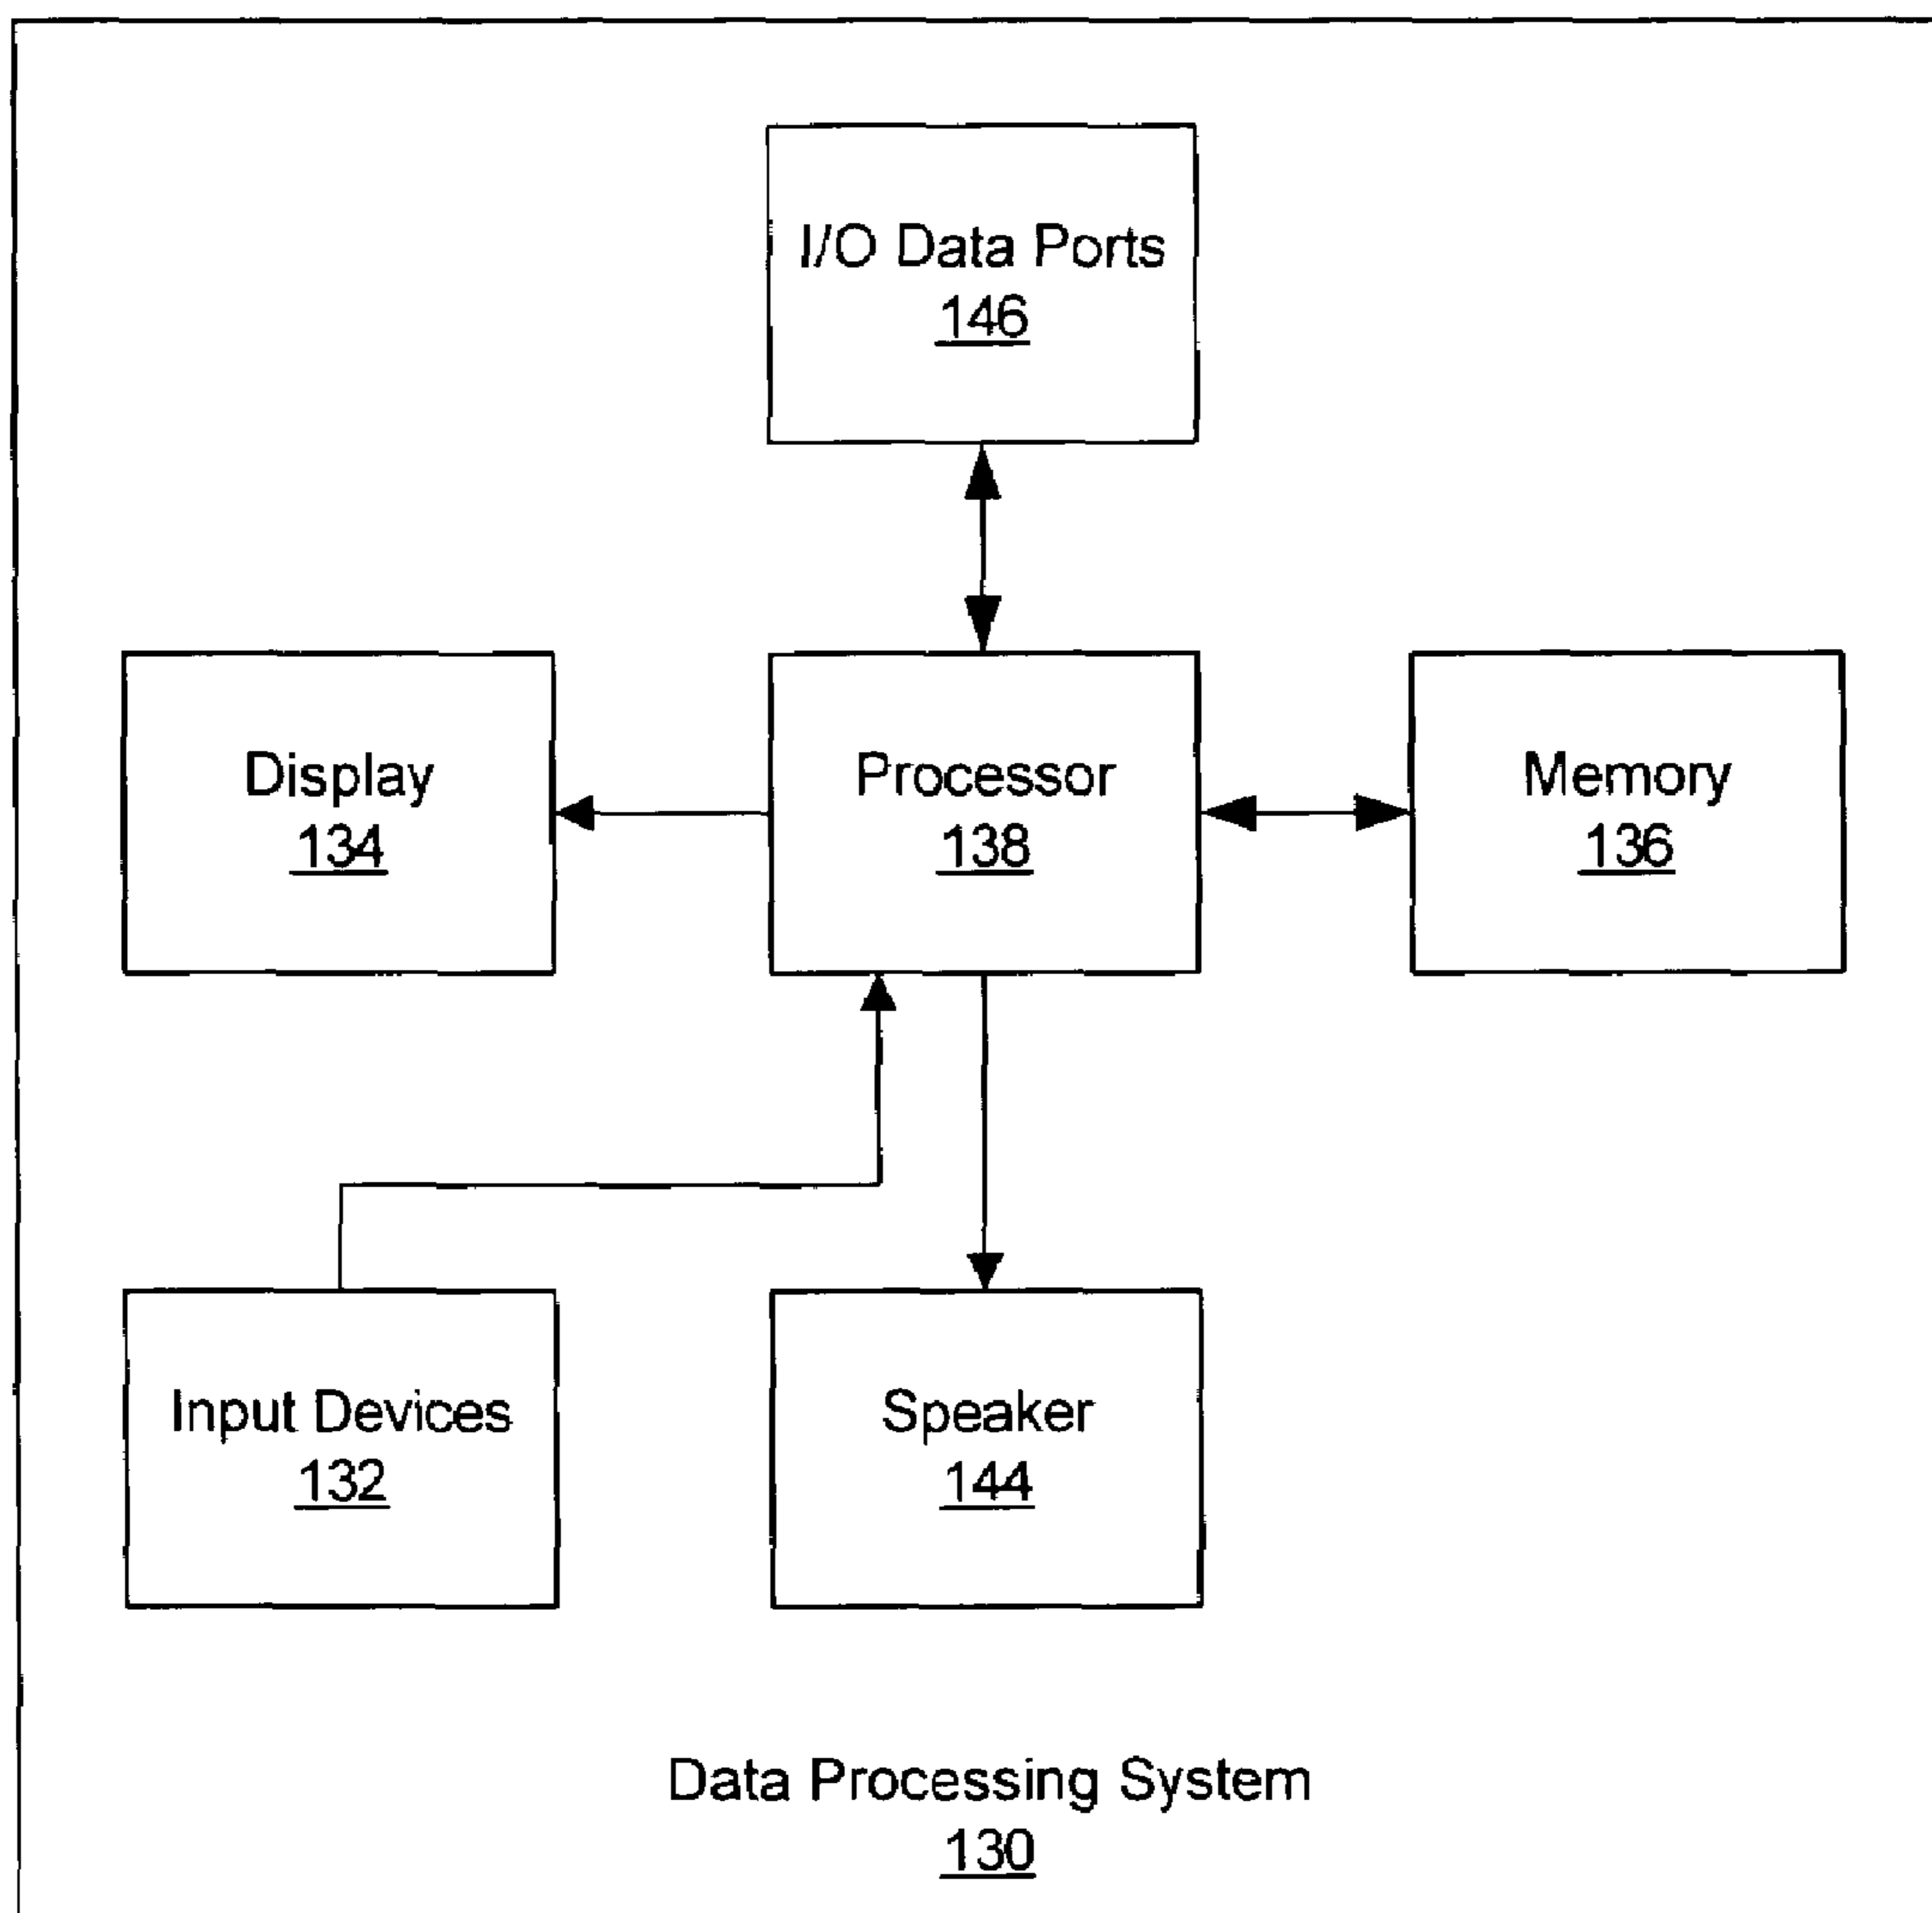 I/O Data Ports
146
Display
134
Processor
138
Memory
136
Input Devices
132
Speaker
144
Data Processing System
130